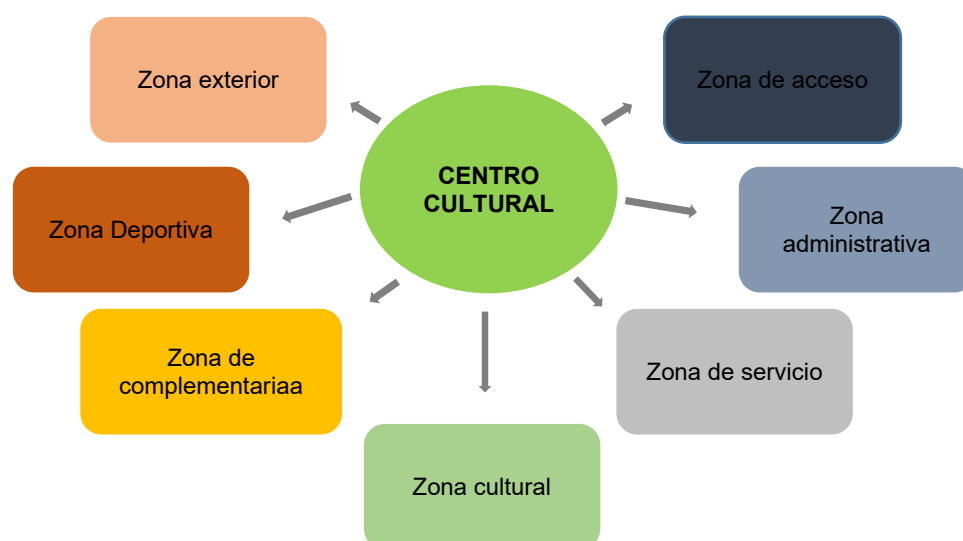 Zona exterior
Zona de acceso
CENTRO
CULTURAL
Zona Deportiva
Zona
administrativa
Zona de
complementariaa
Zona de servicio
Zona cultural